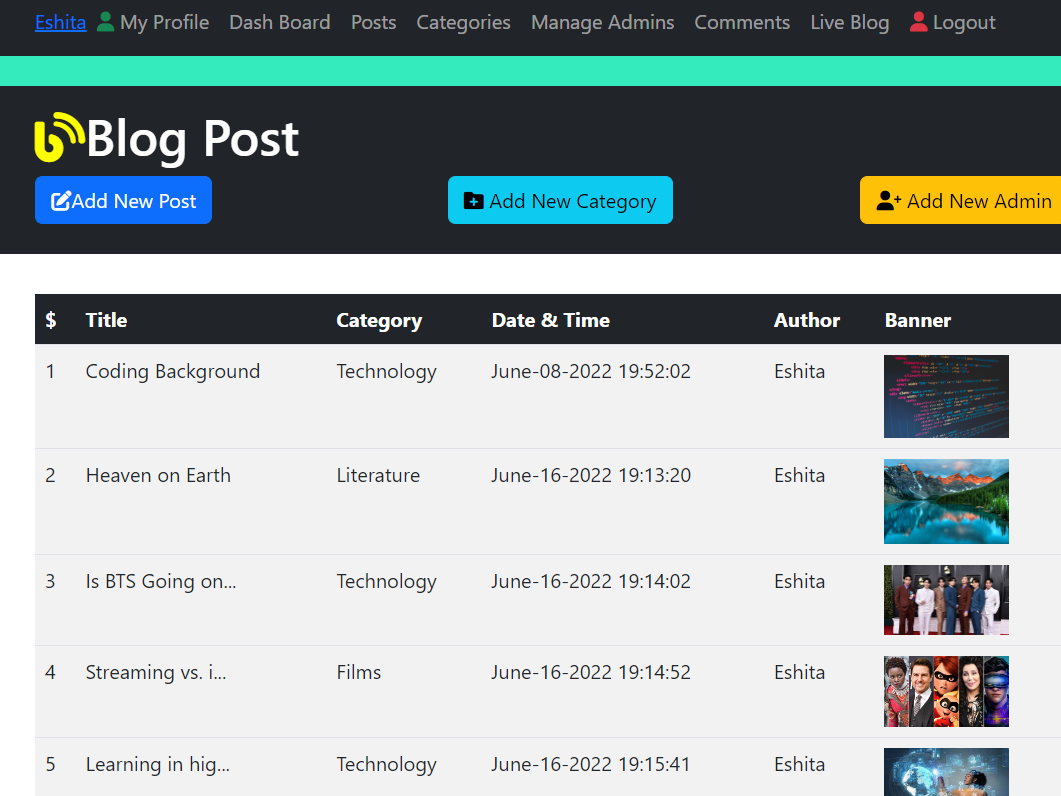 Eshita My Profile Dash Board Posts Categories Manage Admins Comments Live Blog Logout
Blog Post
Add New Post Add New Category Add New Admin
$ Title Category Date & Time Author Banner
1 Coding Background Technology June-08-2022 19:52:02 Eshita
2 Heaven on Earth Literature June-16-2022 19:13:20 Eshita
3 Is BTS Going on... Technology June-16-2022 19:14:02 Eshita
4 Streaming vs. i... Films June-16-2022 19:14:52 Eshita
5 Learning in hig... Technology June-16-2022 19:15:41 Eshita